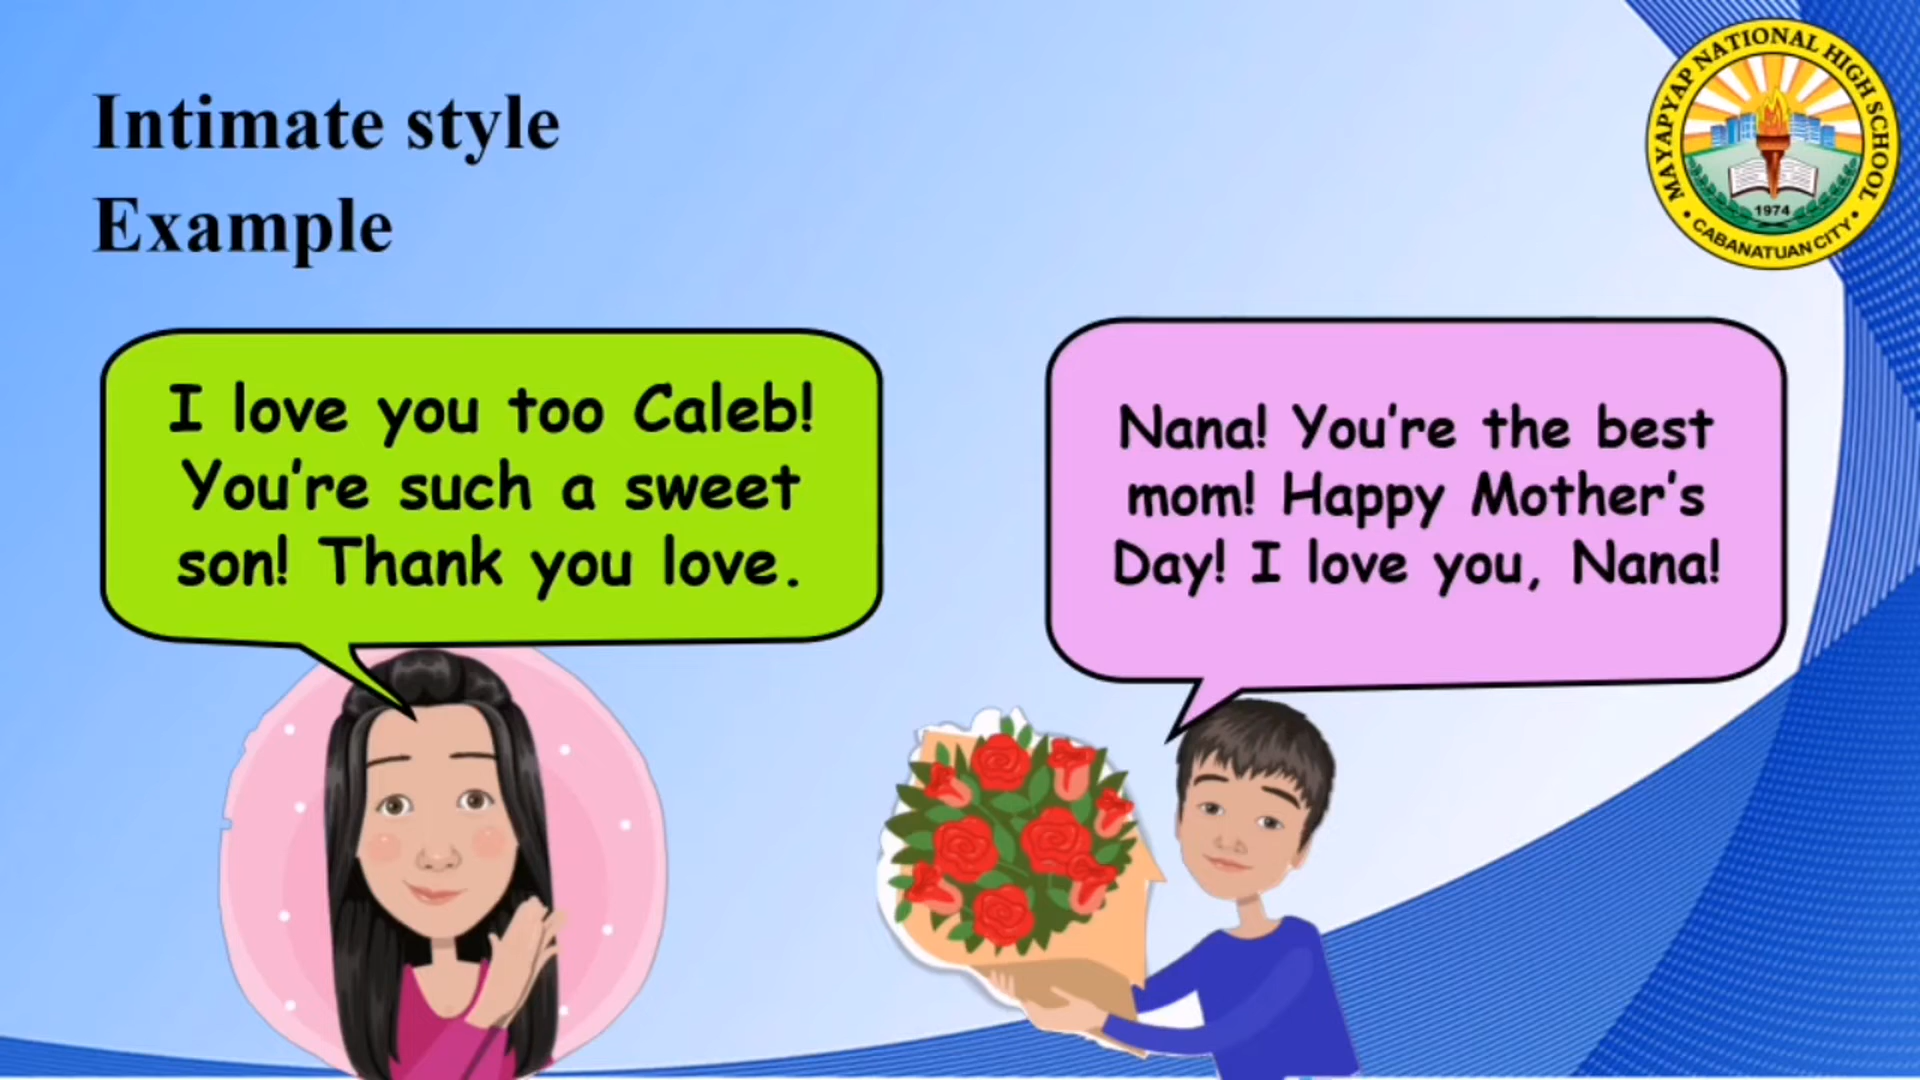 Intimate style
Example
MAYAPYAP NATIONAL HIGH SCHOOL
1974
• CABANATUAN CITY •
I love you too Caleb!
You're such a sweet
son! Thank you love.
Nana! You're the best
mom! Happy Mother's
Day! I love you, Nana!